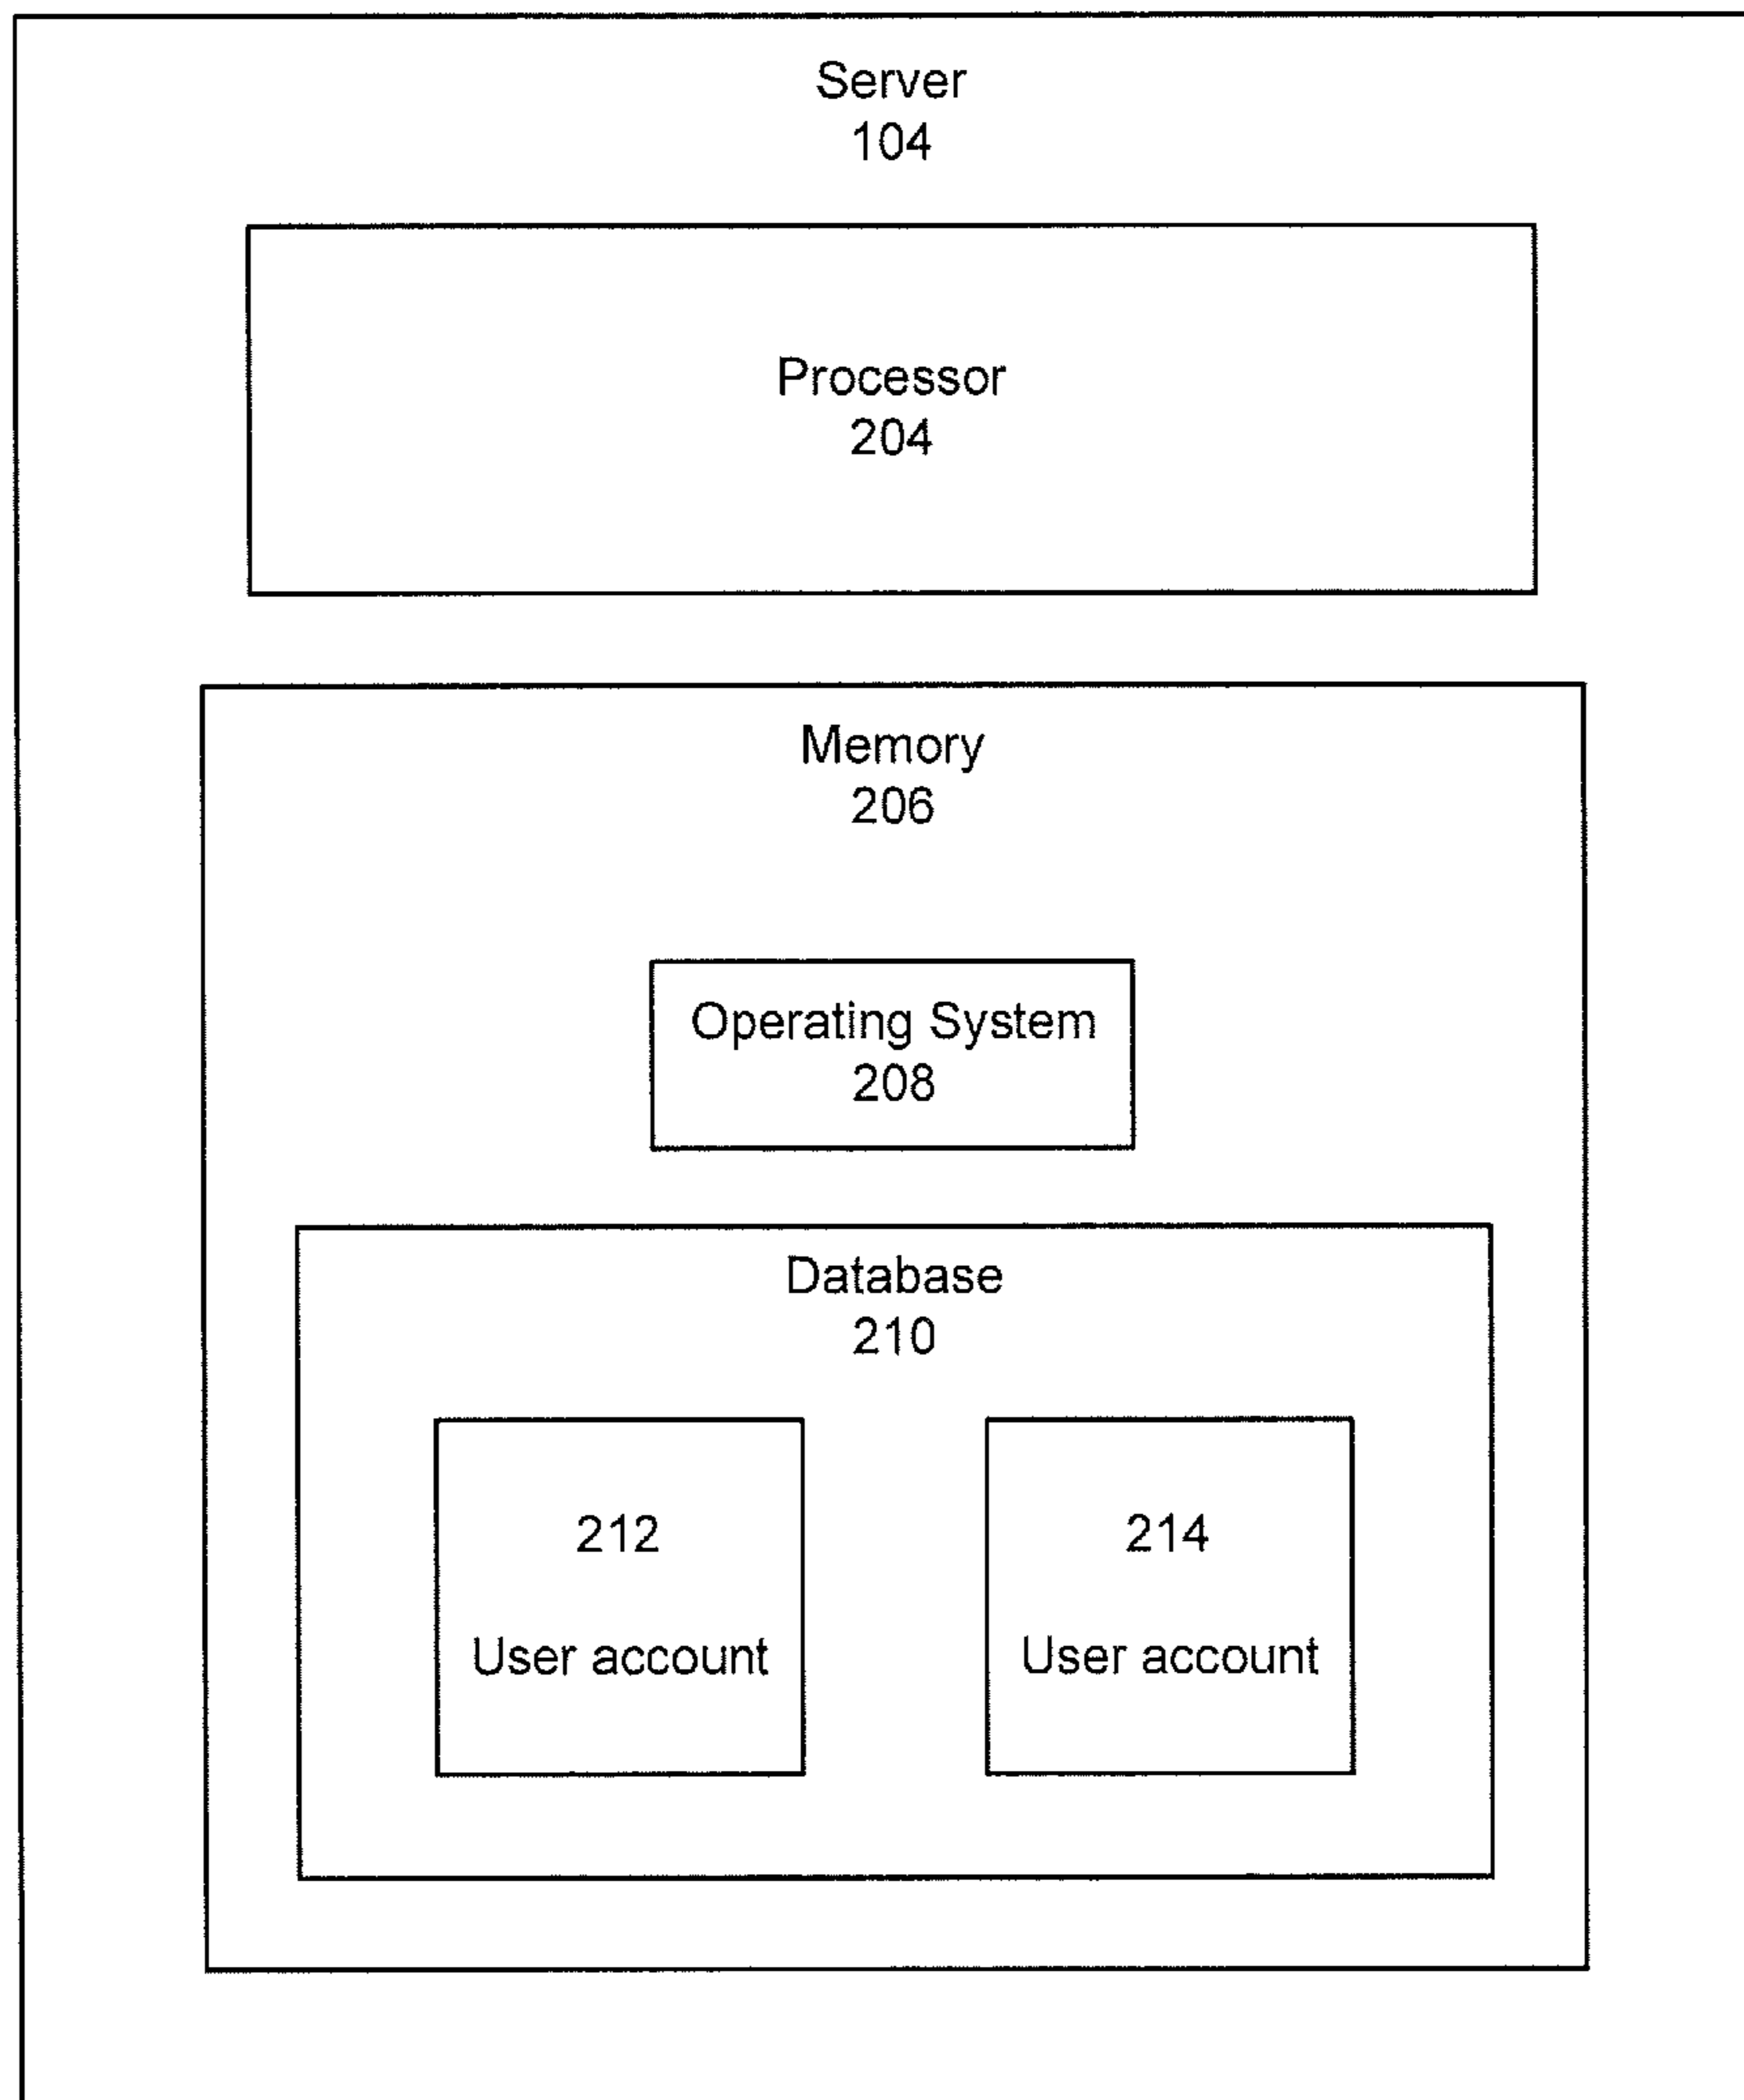 Server
104
Processor
204
Memory
206
Operating System
208
Database
210
212
User account
214
User account